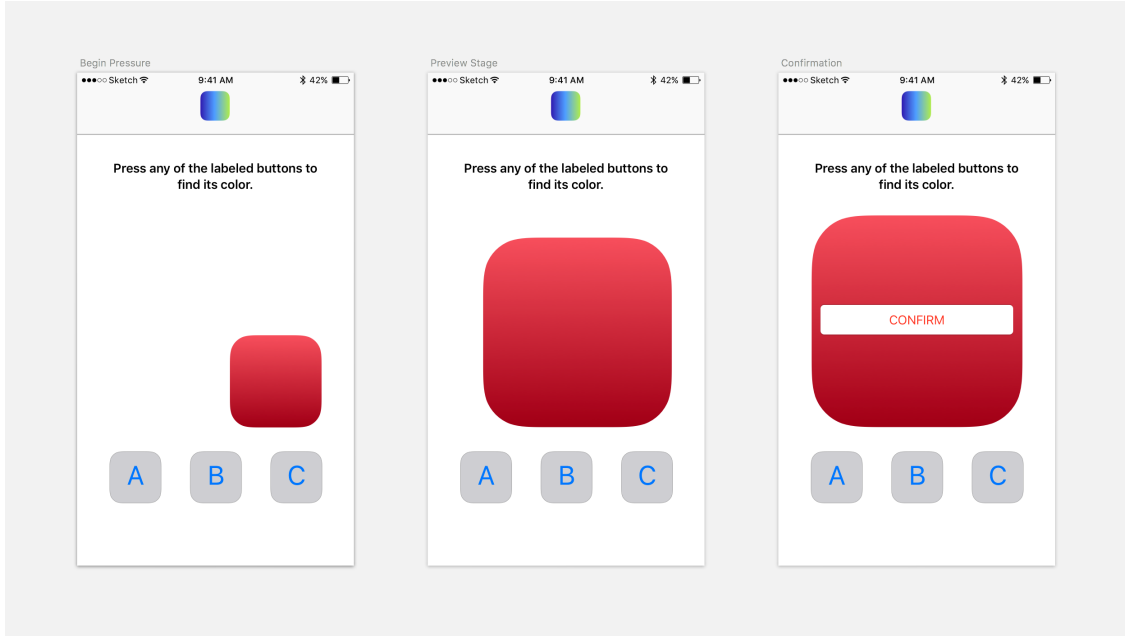 Begin Pressure
Preview Stage
Confirmation
●●●○○ Sketch 9:41 AM 42%
●●●○○ Sketch 9:41 AM 42%
●●●○○ Sketch 9:41 AM 42%
Press any of the labeled buttons to
find its color.
Press any of the labeled buttons to
find its color.
Press any of the labeled buttons to
find its color.
CONFIRM
A B C
A B C
A B C